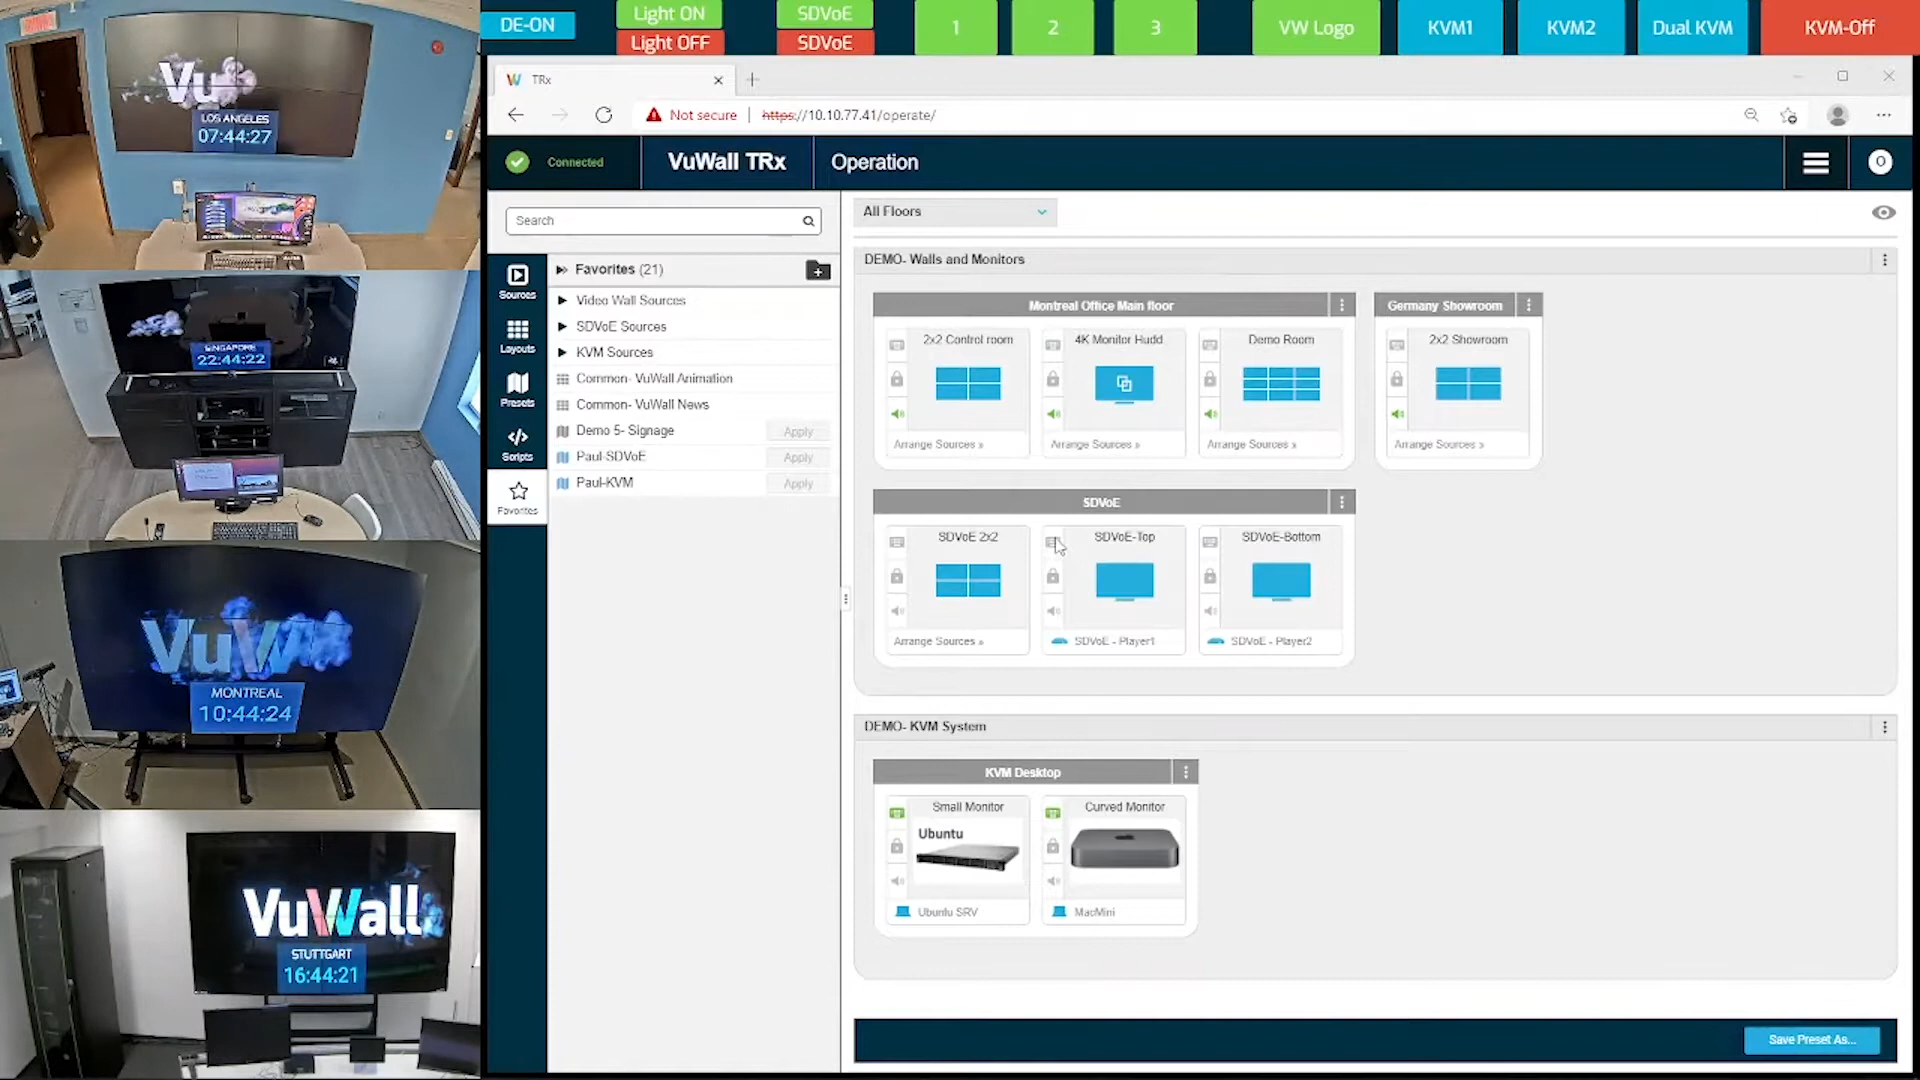 DE-ON
Light ON
Light OFF
SDVoE
SDVoE
1
2
3
VW Logo
KVM1
KVM2
Dual KVM
KVM-Off
TRx
Not secure
https://10.10.77.41/operate/
Connected
VuWall TRx
Operation
O
Search
Sources
Layouts
Presets
Scripts
Favorites
Favorites (21)
Video Wall Sources
SDVoE Sources
KVM Sources
Common- VuWall Animation
Common- VuWall News
Demo 5- Signage
Apply
Paul-SDVoE
Apply
Paul-KVM
Apply
All Floors
DEMO- Walls and Monitors
Montreal Office Main floor
2x2 Control room
Arrange Sources »
4K Monitor Hudd
Arrange Sources »
Demo Room
Arrange Sources »
Germany Showroom
2x2 Showroom
Arrange Sources »
SDVoE
SDVoE 2x2
Arrange Sources »
SDVoE-Top
SDVoE - Player1
SDVoE-Bottom
SDVoE - Player2
DEMO- KVM System
KVM Desktop
Small Monitor
Ubuntu
Ubuntu SRV
Curved Monitor
MacMini
Save Preset As...
Vu
LOS ANGELES
07:44:27
SINGAPORE
22:44:22
VuW
MONTREAL
10:44:24
VuWall
STUTTGART
16:44:21